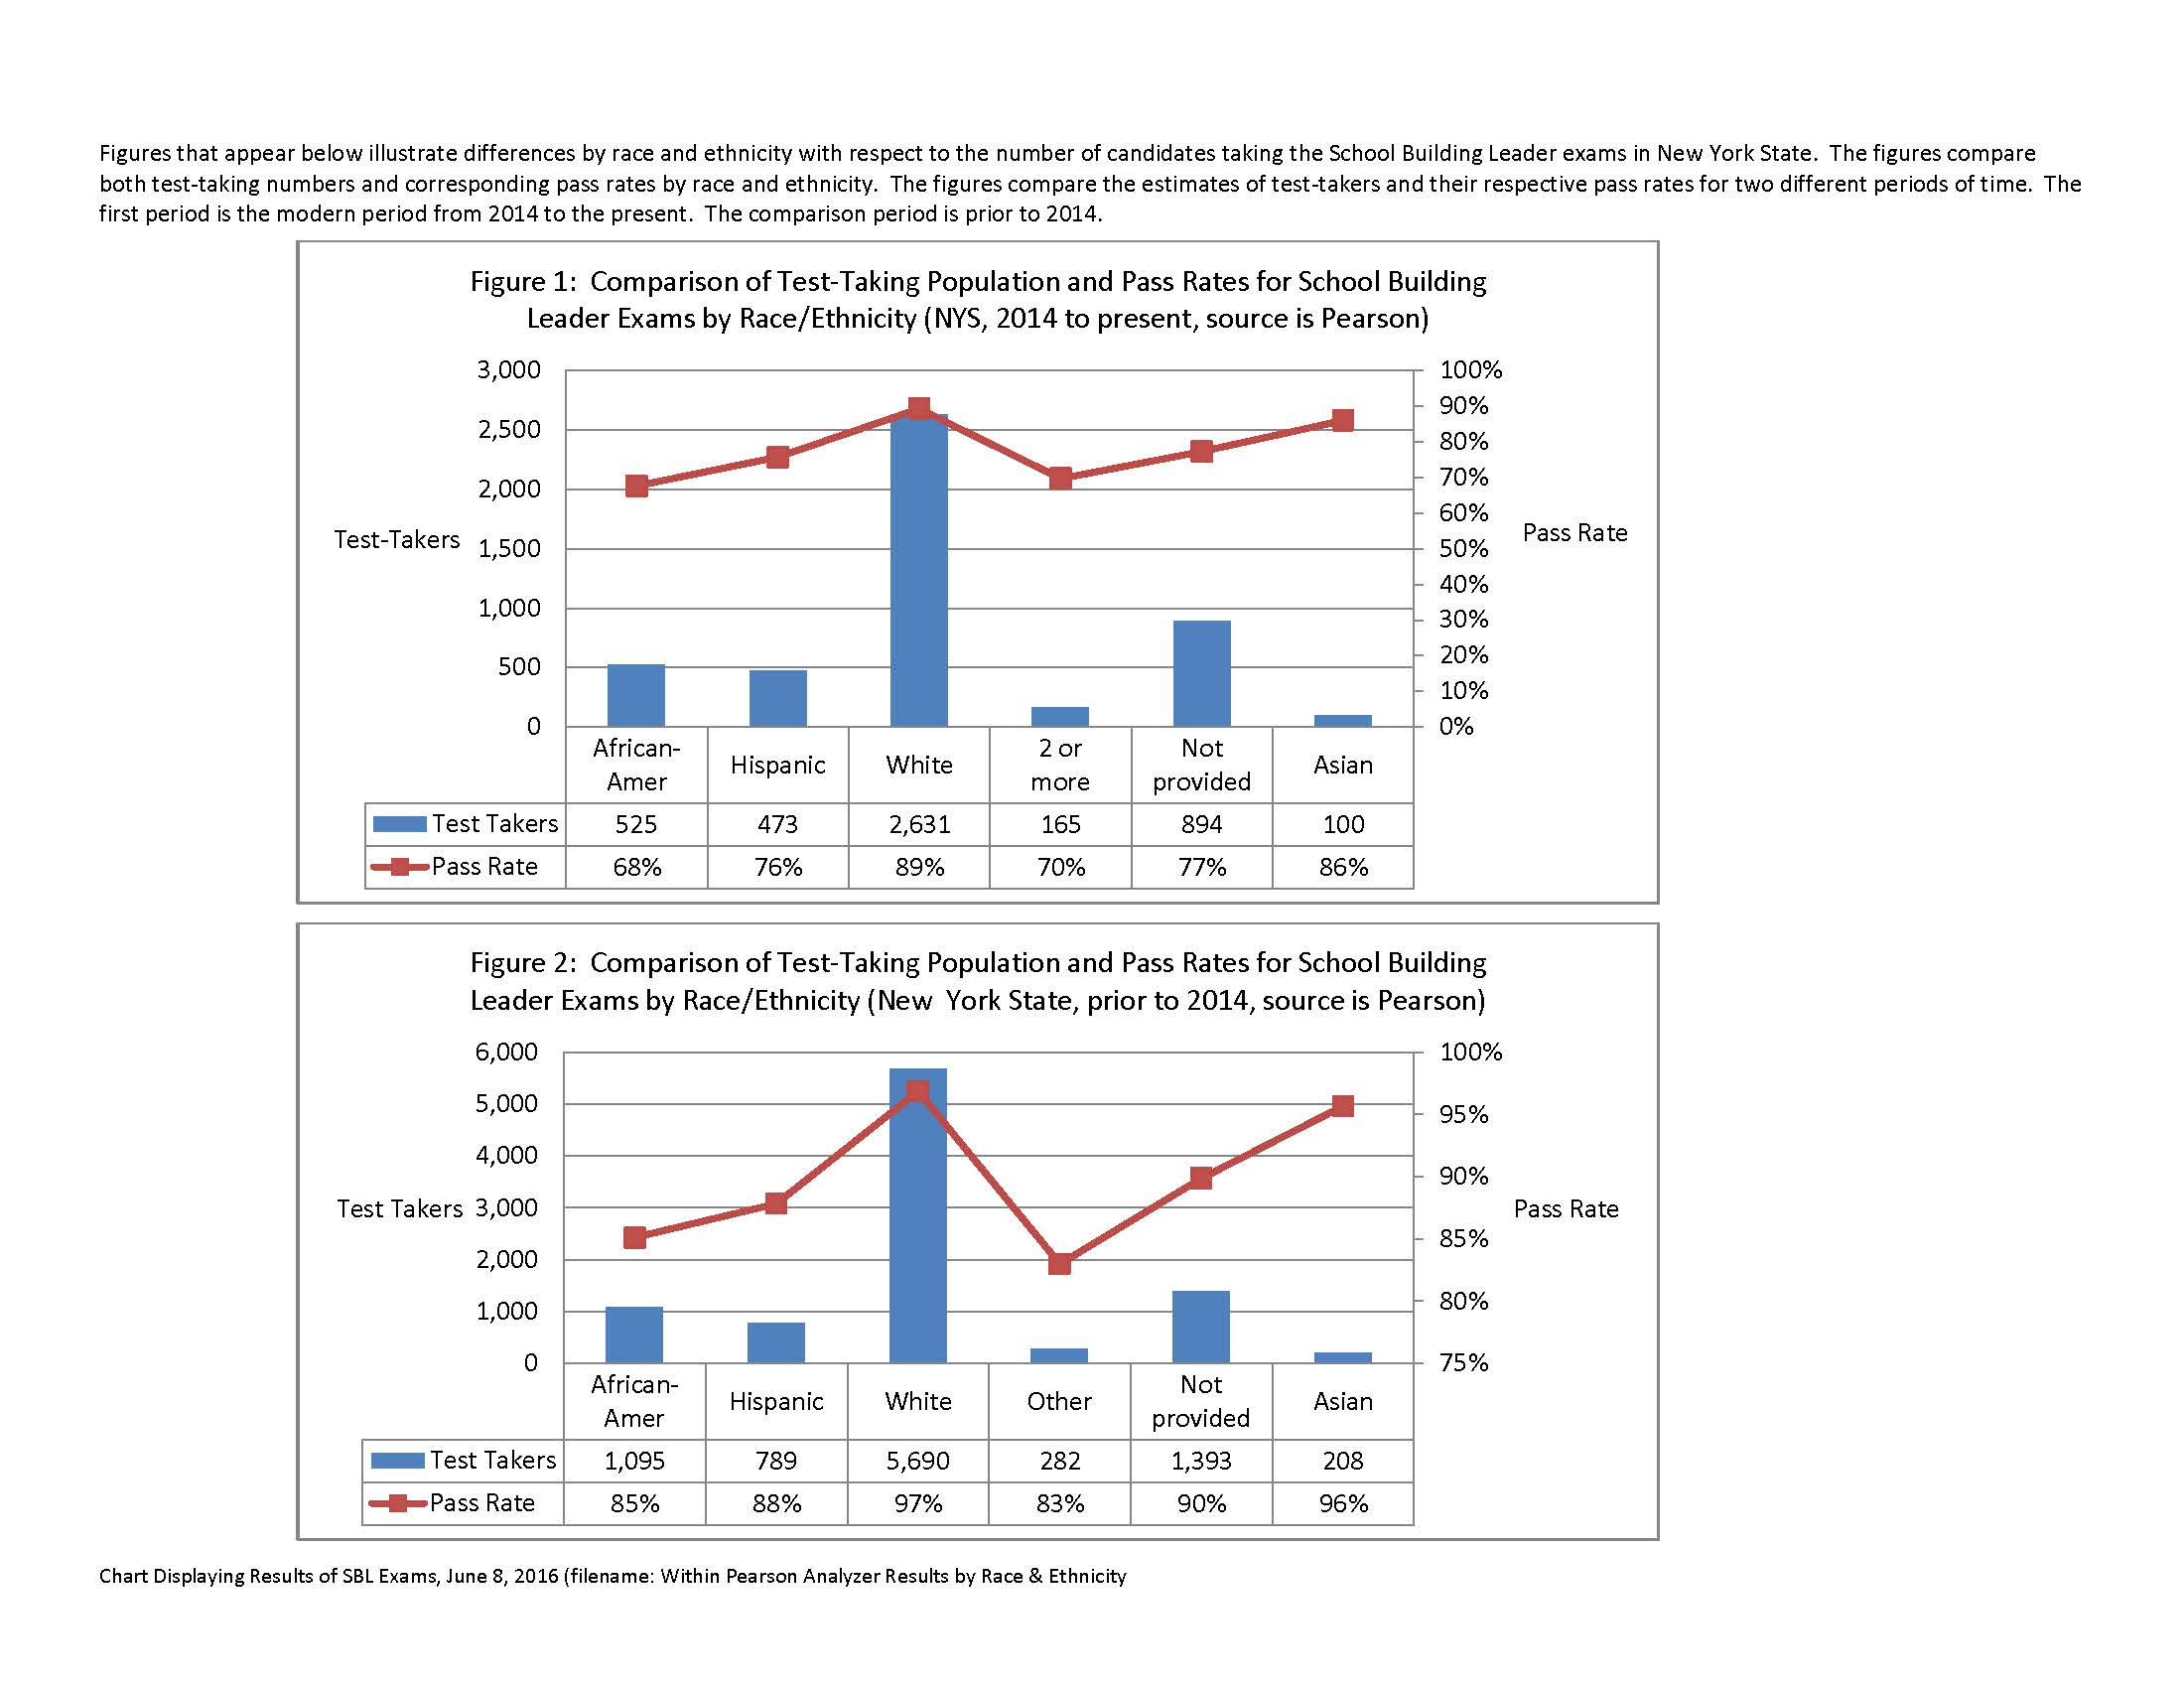 Figures that appear below illustrate differences by race and ethnicity with respect to the number of candidates taking the School Building Leader exams in New York State.  The figures compare
both test-taking numbers and corresponding pass rates by race and ethnicity.  The figures compare the estimates of test-takers and their respective pass rates for two different periods of time.  The
first period is the modern period from 2014 to the present.  The comparison period is prior to 2014.
Figure 1:  Comparison of Test-Taking Population and Pass Rates for School Building
Leader Exams by Race/Ethnicity (NYS, 2014 to present, source is Pearson)
3,000
2,500
2,000
1,500
1,000
500
0
Test-Takers
100%
90%
80%
70%
60%
50%
40%
30%
20%
10%
0%
Pass Rate
African-Amer Hispanic White 2 or more Not provided Asian
Test Takers 525 473 2,631 165 894 100
Pass Rate 68% 76% 89% 70% 77% 86%
Figure 2:  Comparison of Test-Taking Population and Pass Rates for School Building
Leader Exams by Race/Ethnicity (New  York State, prior to 2014, source is Pearson)
6,000
5,000
4,000
3,000
2,000
1,000
0
Test Takers
100%
95%
90%
85%
80%
75%
Pass Rate
African-Amer Hispanic White Other Not provided Asian
Test Takers 1,095 789 5,690 282 1,393 208
Pass Rate 85% 88% 97% 83% 90% 96%
Chart Displaying Results of SBL Exams, June 8, 2016 (filename: Within Pearson Analyzer Results by Race & Ethnicity